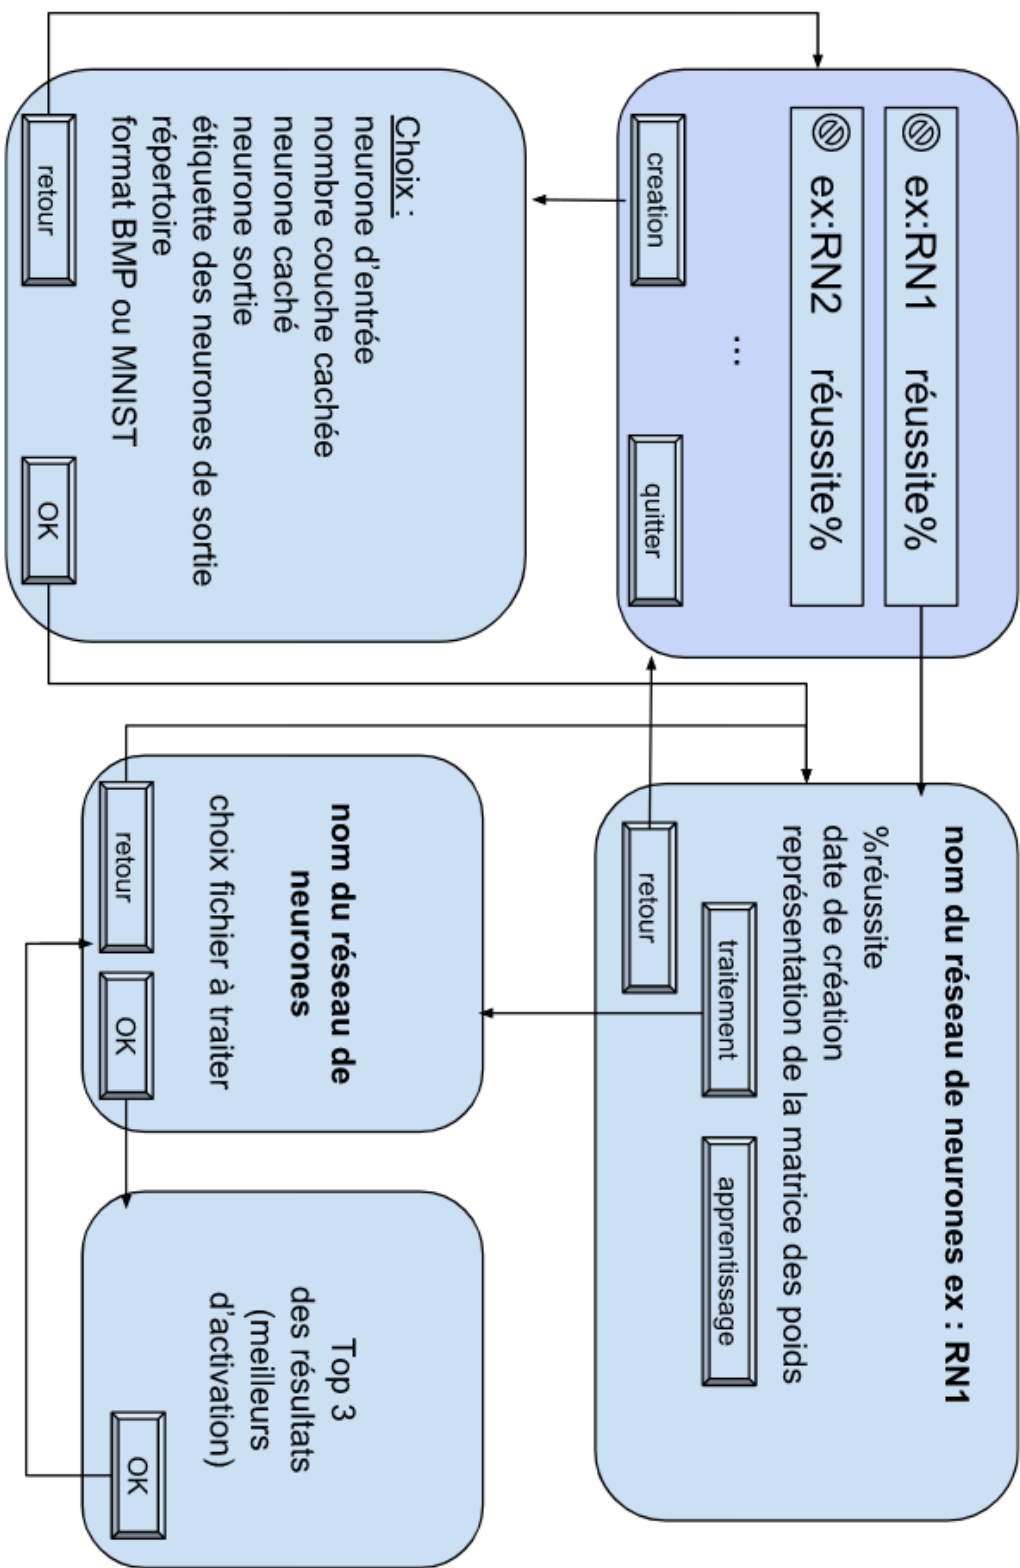 ex:RN1 réussite%
ex:RN2 réussite%
...
creation
quitter
nom du réseau de neurones ex : RN1
%réussite
date de création
représentation de la matrice des poids
traitement
apprentissage
retour
Choix :
neurone d'entrée
nombre couche cachée
neurone caché
neurone sortie
étiquette des neurones de sortie
répertoire
format BMP ou MNIST
retour
OK
nom du réseau de
neurones
choix fichier à traiter
retour
OK
Top 3
des résultats
(meilleurs
d'activation)
OK